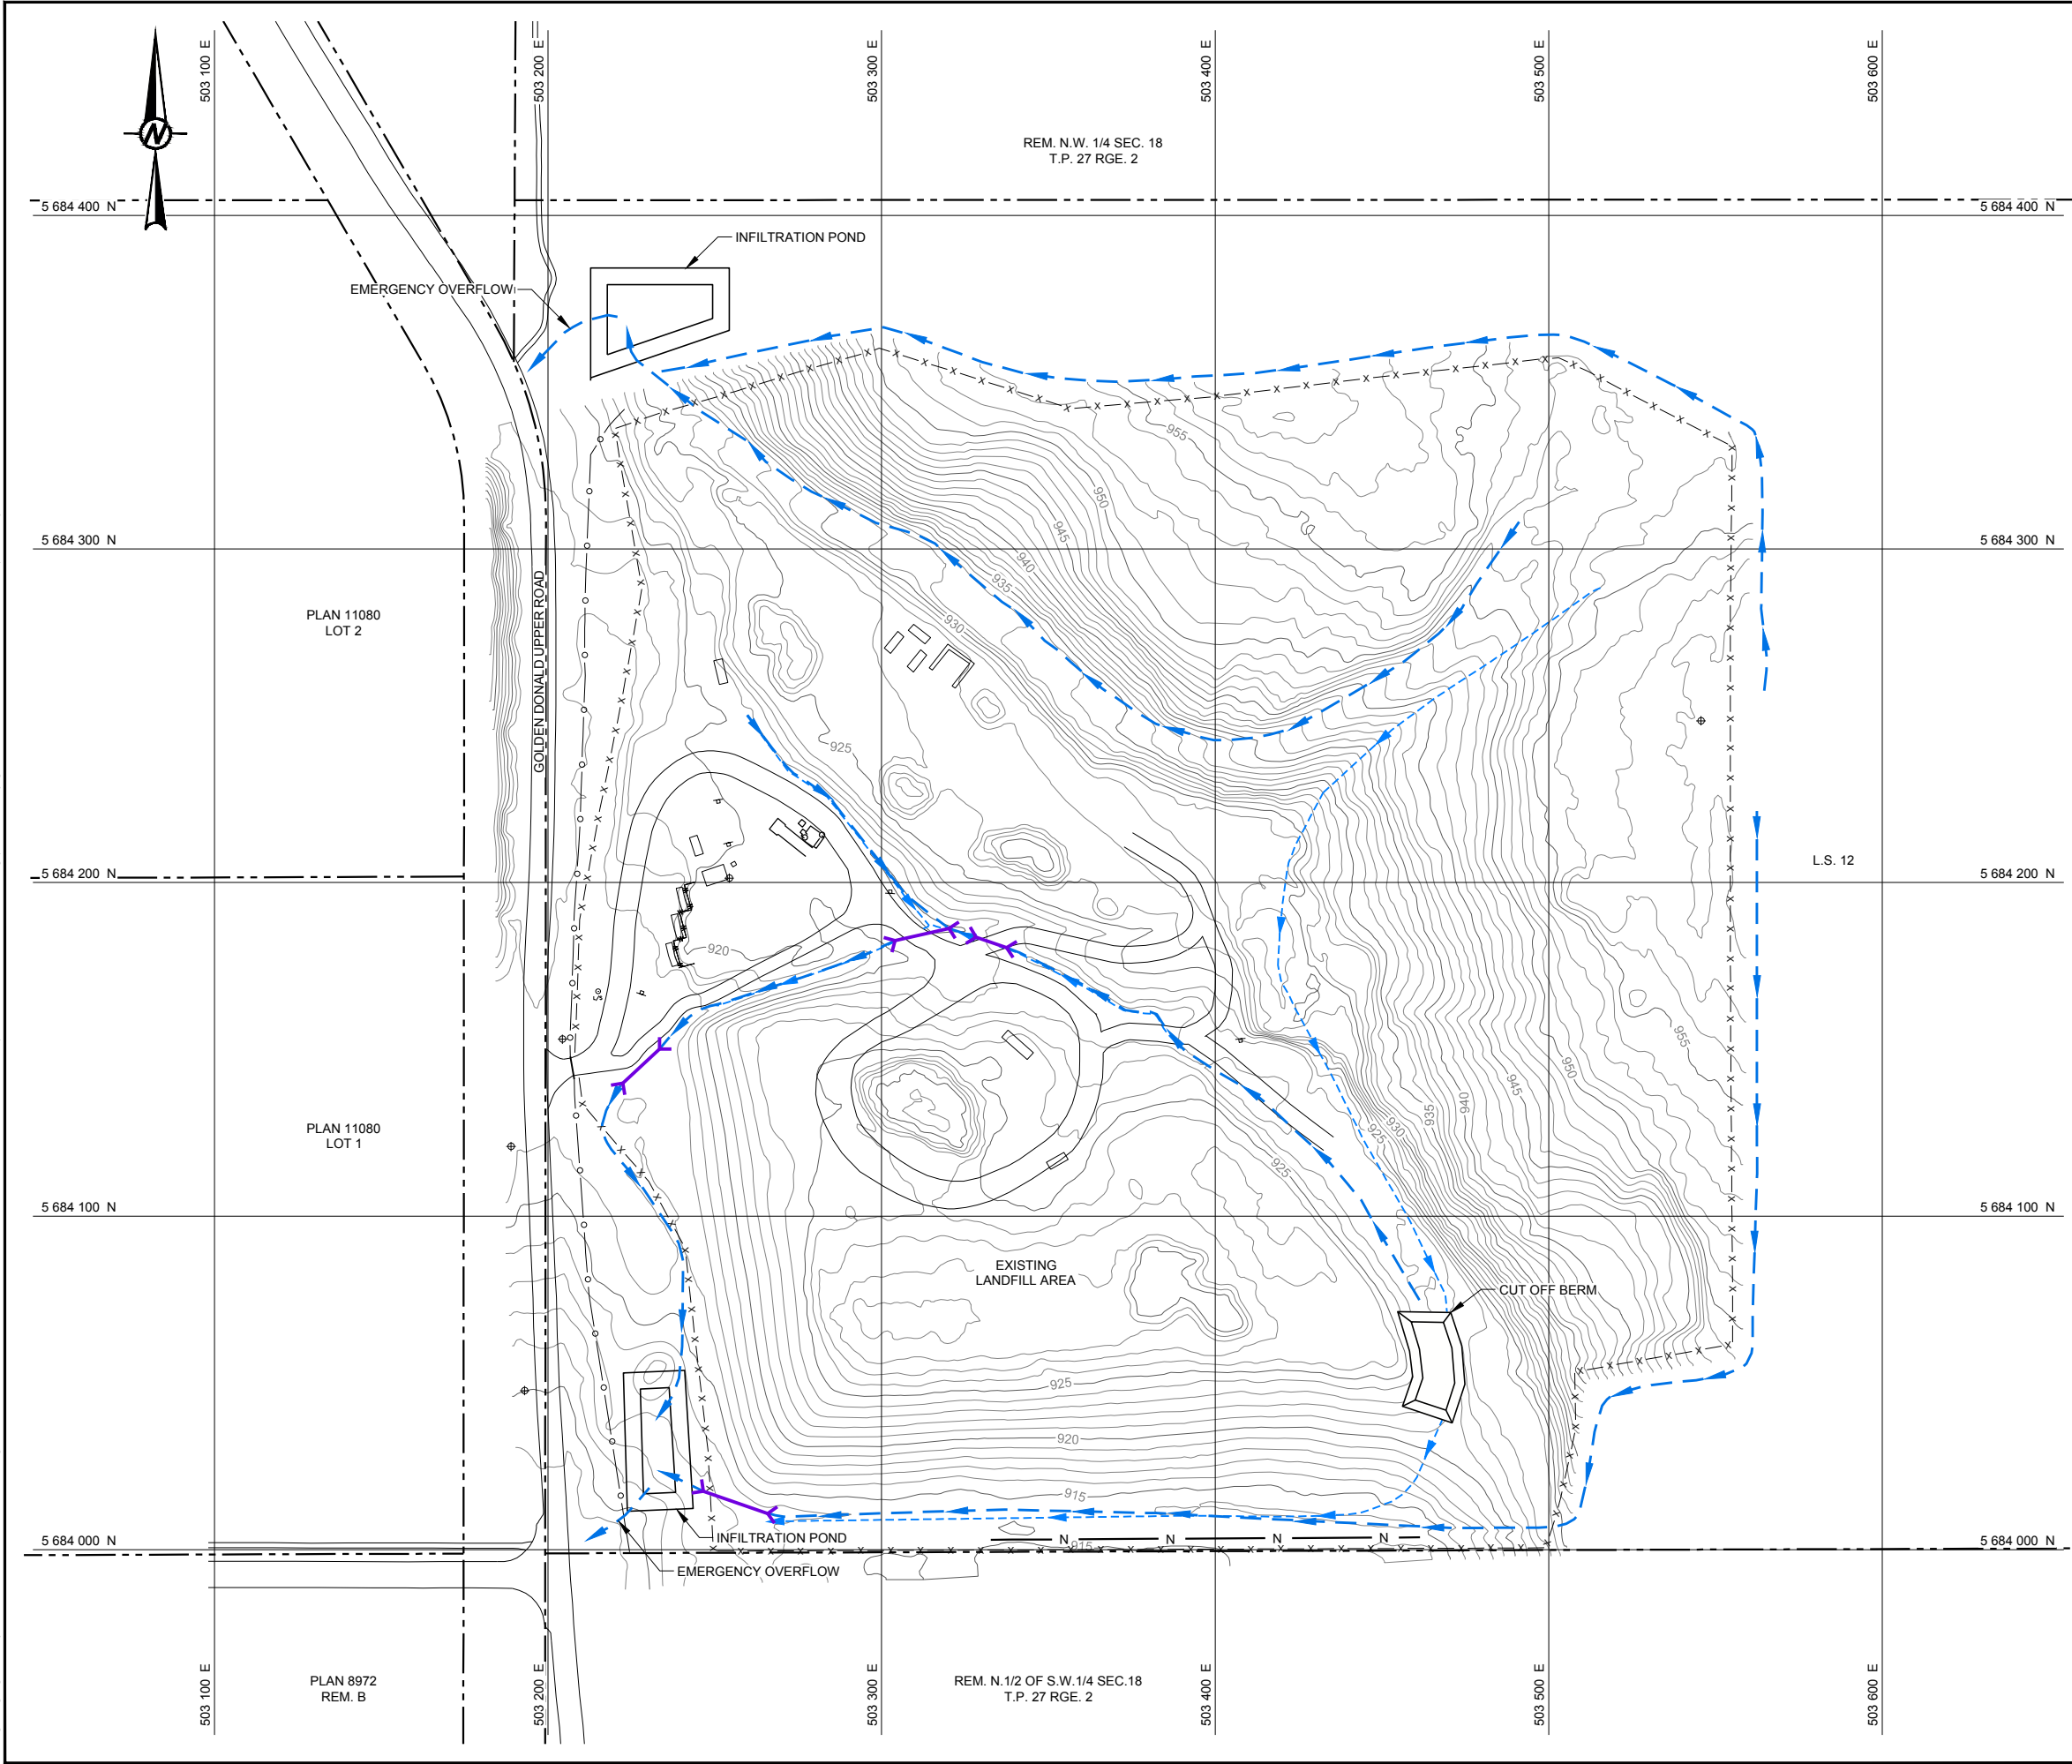 503 100 E
503 200 E
503 300 E
503 400 E
503 500 E
503 600 E
N
REM. N.W. 1/4 SEC. 18
T.P. 27 RGE. 2
5 684 400 N
5 684 400 N
INFILTRATION POND
EMERGENCY OVERFLOW
955
950
945
940
935
930
5 684 300 N
5 684 300 N
PLAN 11080
LOT 2
GOLDEN DONALD UPPER ROAD
925
L.S. 12
5 684 200 N
5 684 200 N
920
955
950
945
940
935
930
925
PLAN 11080
LOT 1
925
5 684 100 N
5 684 100 N
EXISTING
LANDFILL AREA
CUT OFF BERM
925
920
915
INFILTRATION POND
N
N
N
N
915
5 684 000 N
5 684 000 N
EMERGENCY OVERFLOW
PLAN 8972
REM. B
REM. N.1/2 OF S.W.1/4 SEC.18
T.P. 27 RGE. 2
503 100 E
503 200 E
503 300 E
503 400 E
503 500 E
503 600 E